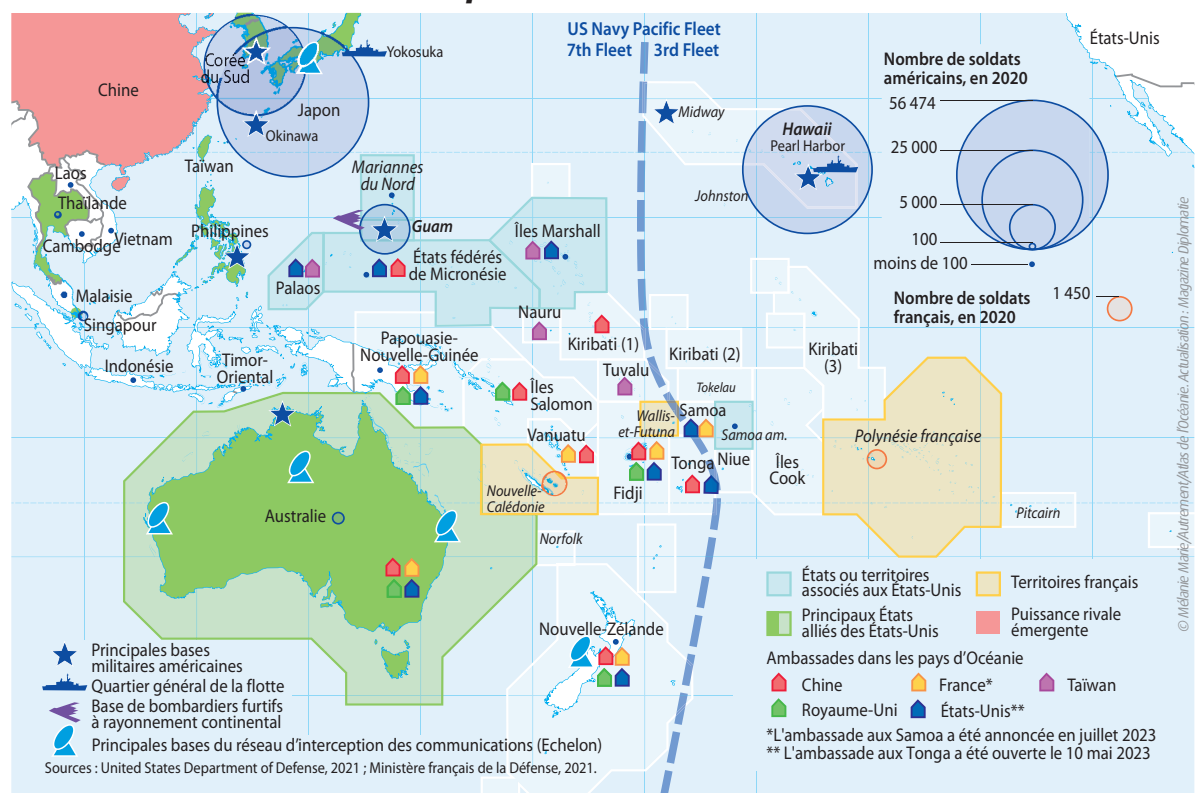 US Navy Pacific Fleet
7th Fleet
3rd Fleet
États-Unis
Chine
Corée
du Sud
Yokosuka
Japon
Okinawa
Midway
Hawaii
Pearl Harbor
Johnston
Nombre de soldats
américains, en 2020
56 474
25 000
5 000
100
moins de 100
Nombre de soldats
français, en 2020
1 450
Taïwan
Laos
Thaïlande
Cambodge
Vietnam
Philippines
Mariannes
du Nord
Guam
Îles Marshall
États fédérés
de Micronésie
Palaos
Malaisie
Singapour
Indonésie
Timor-
Oriental
Papouasie-
Nouvelle-Guinée
Nauru
Kiribati (1)
Kiribati (2)
Kiribati
(3)
Tuvalu
Tokelau
Îles
Salomon
Wallis-
et-Futuna
Samoa
Samoa am.
Vanuatu
Fidji
Tonga
Niue
Îles
Cook
Polynésie française
Nouvelle-
Calédonie
Pitcairn
Norfolk
Australie
Nouvelle-Zélande
Principales bases
militaires américaines
Quartier général de la flotte
Base de bombardiers furtifs
à rayonnement continental
Principales bases du réseau d'interception des communications (Echelon)
Sources : United States Department of Defense, 2021 ; Ministère français de la Défense, 2021.
États ou territoires
associés aux États-Unis
Territoires français
Principaux États
alliés des États-Unis
Puissance rivale
émergente
Ambassades dans les pays d'Océanie
Chine
France*
Taïwan
Royaume-Uni
États-Unis**
*L'ambassade aux Samoa a été annoncée en juillet 2023
** L'ambassade aux Tonga a été ouverte le 10 mai 2023
© Mélanie Marie/Autrement/Atlas de l'Océanie. Actualisation : Magazine Diplomatie